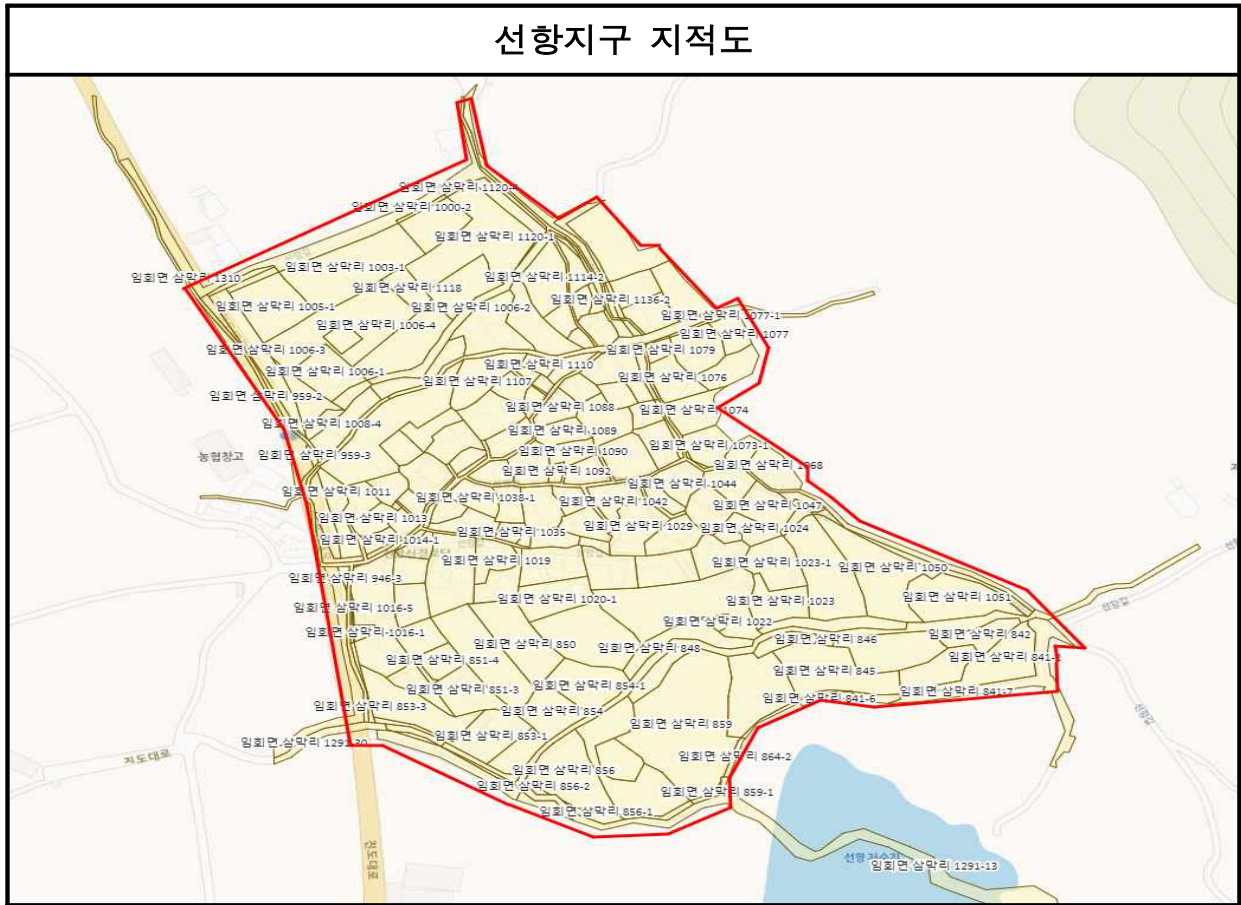 선항지구 지적도
임회면 삼막리 1120-4
임회면 삼막리 1000-2
임회면 삼막리 1120-1
임회면 삼막리 1003-1
임회면 삼막리 1310
임회면 삼막리 1114-2
임회면 삼막리 1118
임회면 삼막리 1136-2
임회면 삼막리 1005-1
임회면 삼막리 1006-2
임회면 삼막리 1077-1
임회면 삼막리 1006-4
임회면 삼막리 1077
임회면 삼막리 1006-3
임회면 삼막리 1079
임회면 삼막리 1110
임회면 삼막리 1006-1
임회면 삼막리 1107
임회면 삼막리 1076
임회면 삼막리 959-2
임회면 삼막리 1088
임회면 삼막리 1074
임회면 삼막리 1008-4
임회면 삼막리 1089
임회면 삼막리 1073-1
농협창고
임회면 삼막리 959-3
임회면 삼막리 1090
임회면 삼막리 1068
임회면 삼막리 1092
임회면 삼막리 1044
임회면 삼막리 1011
임회면 삼막리 1038-1
임회면 삼막리 1042
임회면 삼막리 1047
임회면 삼막리 1013
임회면 삼막리 1029
임회면 삼막리 1024
임회면 삼막리 1035
임회면 삼막리 1014-1
임회면 삼막리 1019
임회면 삼막리 1023-1
임회면 삼막리 1050
임회면 삼막리 946-3
임회면 삼막리 1020-1
임회면 삼막리 1023
임회면 삼막리 1051
임회면 삼막리 1016-5
선항길
임회면 삼막리 1022
임회면 삼막리 1016-1
임회면 삼막리 846
임회면 삼막리 842
임회면 삼막리 850
임회면 삼막리 848
임회면 삼막리 851-4
임회면 삼막리 841-2
임회면 삼막리 845
임회면 삼막리 851-3
임회면 삼막리 854-1
임회면 삼막리 841-6
임회면 삼막리 841-7
임회면 삼막리 853-3
임회면 삼막리 854
임회면 삼막리 859
임회면 삼막리 853-1
임회면 삼막리 1291-30
진도대로
임회면 삼막리 864-2
임회면 삼막리 856
임회면 삼막리 856-2
임회면 삼막리 859-1
임회면 삼막리 856-1
진도대로
선항저수지
임회면 삼막리 1291-13